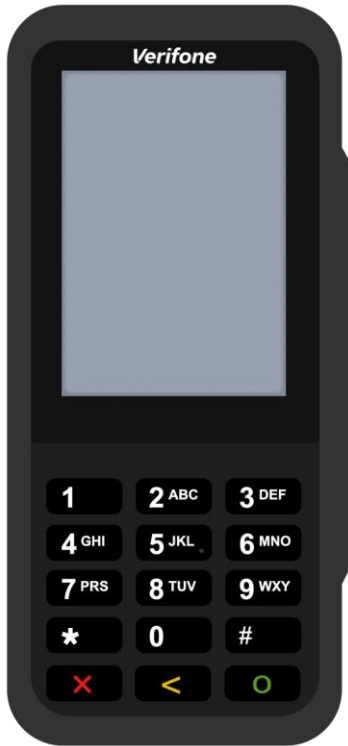 Verifone
1 2 ABC 3 DEF
4 GHI 5 JKL 6 MNO
7 PRS 8 TUV 9 WXY
* 0 #
X < O